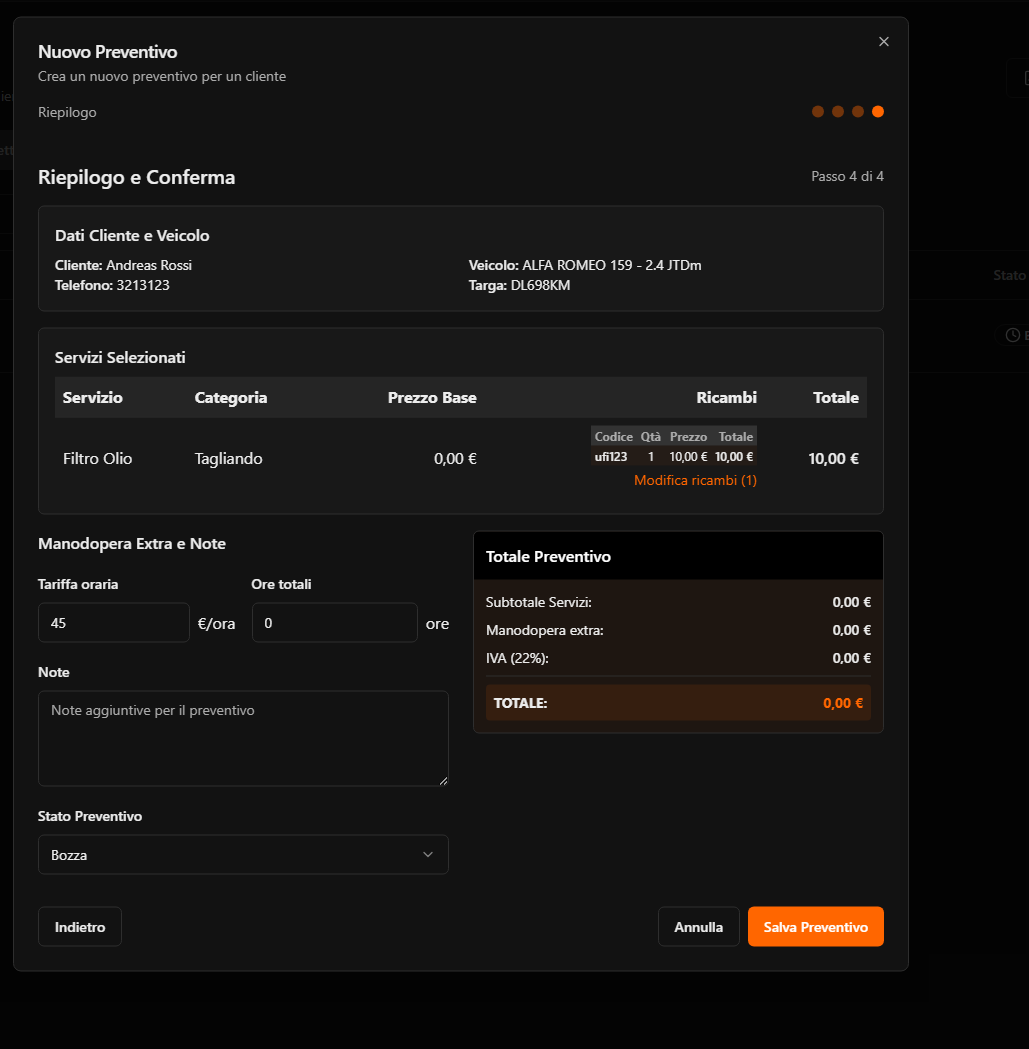 Nuovo Preventivo
Crea un nuovo preventivo per un cliente
Riepilogo
Riepilogo e Conferma
Passo 4 di 4
Dati Cliente e Veicolo
Cliente: Andreas Rossi
Veicolo: ALFA ROMEO 159 - 2.4 JTDm
Telefono: 3213123
Targa: DL698KM
Stato
Servizi Selezionati
Servizio Categoria Prezzo Base Ricambi Totale
Codice Qtà Prezzo Totale
Filtro Olio Tagliando 0,00 € ufi123 1 10,00 € 10,00 € 10,00 €
Modifica ricambi (1)
Manodopera Extra e Note
Tariffa oraria
Ore totali
45 €/ora
0 ore
Note
Note aggiuntive per il preventivo
Stato Preventivo
Bozza
Totale Preventivo
Subtotale Servizi: 0,00 €
Manodopera extra: 0,00 €
IVA (22%): 0,00 €
TOTALE: 0,00 €
Indietro
Annulla
Salva Preventivo